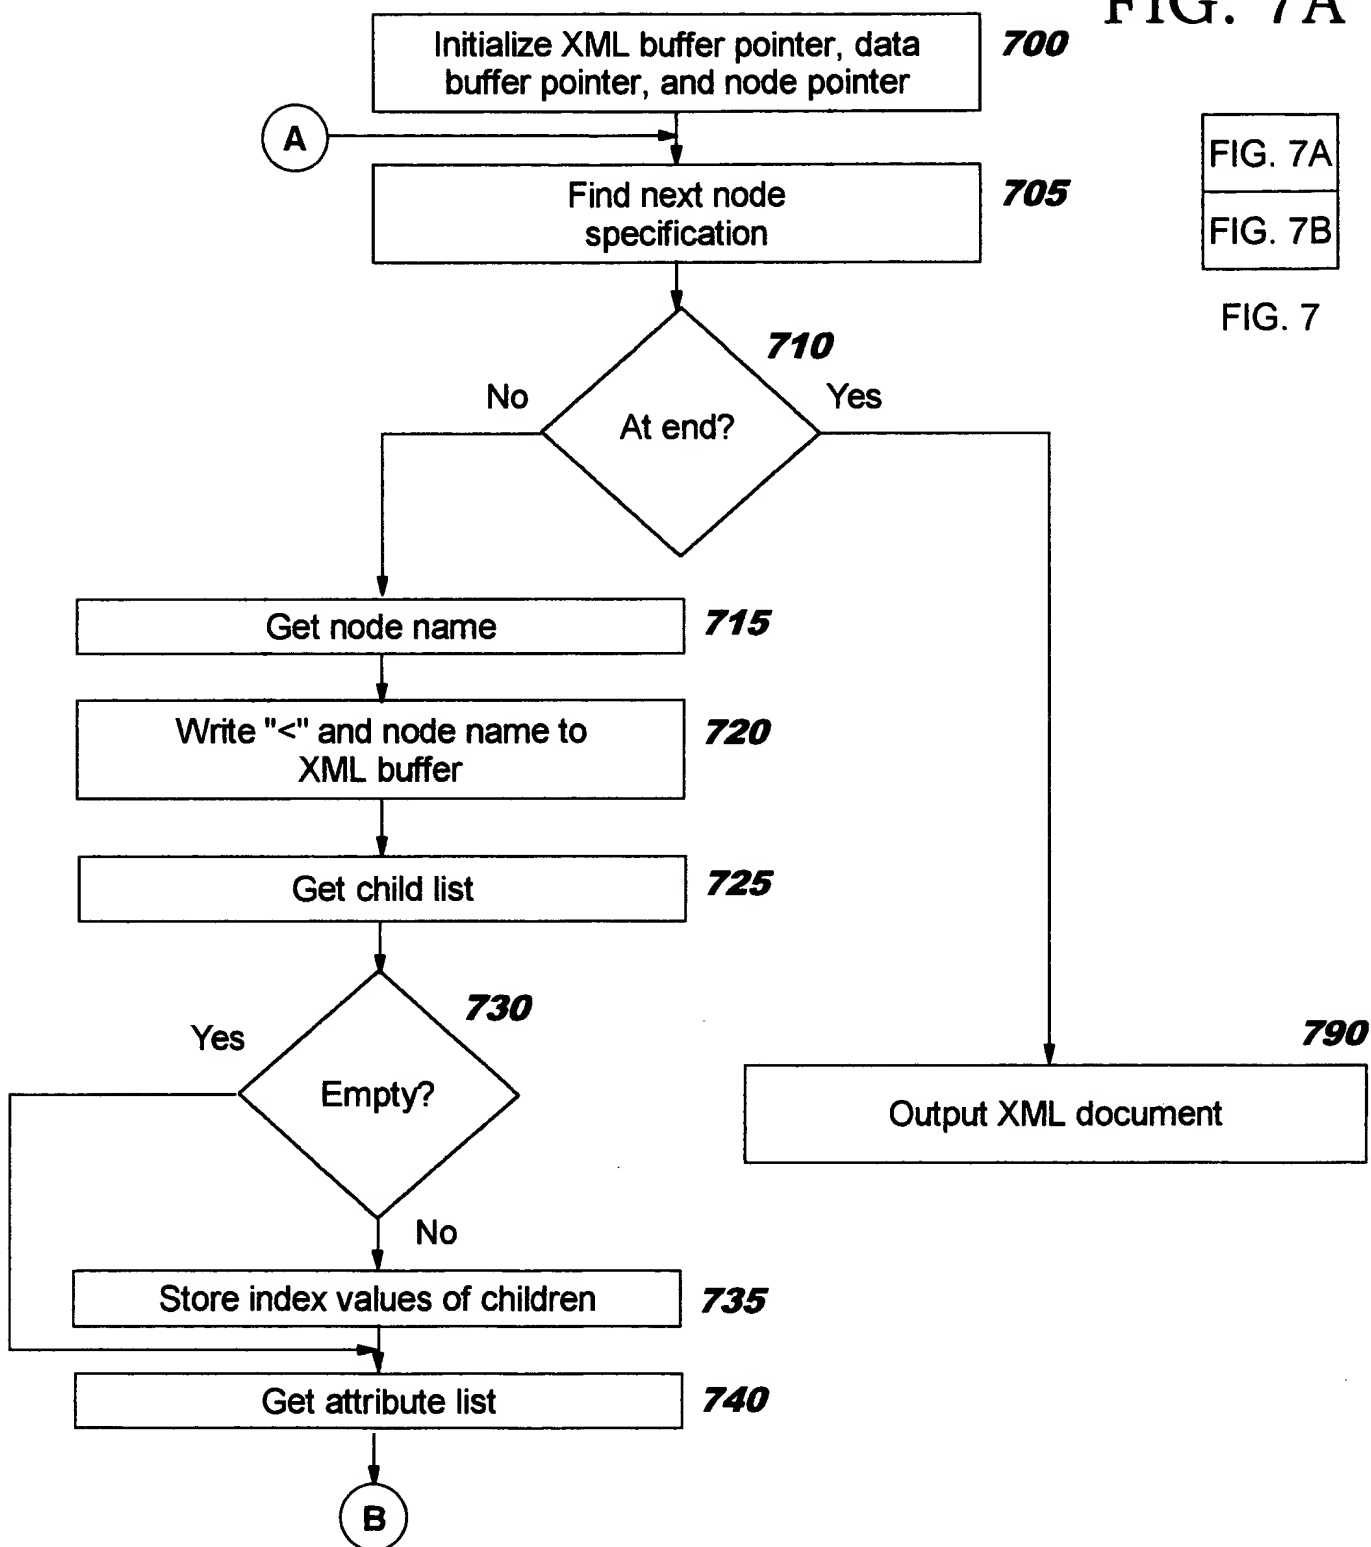 FIG. 7A
Initialize XML buffer pointer, data
buffer pointer, and node pointer
700
A
Find next node
specification
705
FIG. 7A
FIG. 7B
FIG. 7
710
No
Yes
At end?
Get node name
715
Write "<" and node name to
XML buffer
720
Get child list
725
730
Yes
Empty?
No
790
Output XML document
Store index values of children
735
Get attribute list
740
B